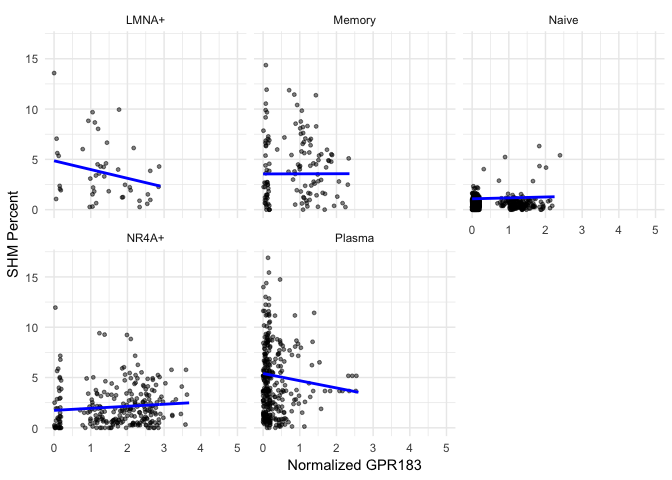 LMNA+ Memory Naive
15
10
5
0
0 1 2 3 4 5
SHM Percent
NR4A+ Plasma
15
10
5
0
0 1 2 3 4 5 0 1 2 3 4 5
Normalized GPR183